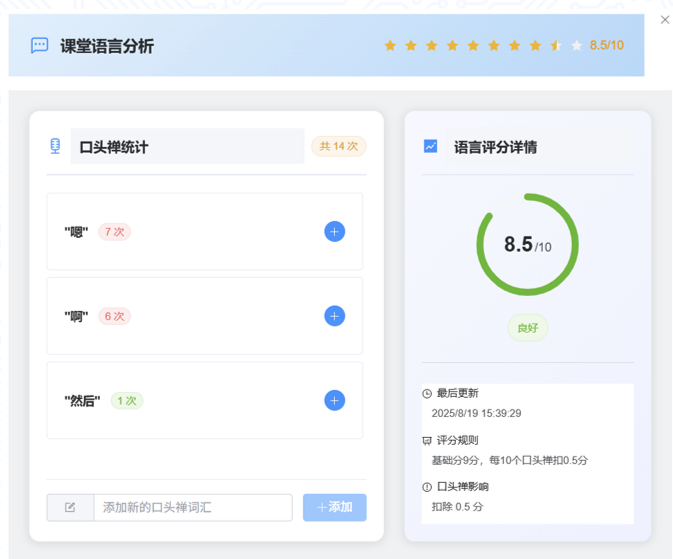 课堂语言分析
8.5/10
口头禅统计
共 14 次
"嗯" 7 次
"啊" 6 次
"然后" 1 次
添加新的口头禅词汇
+添加
语言评分详情
8.5/10
良好
最后更新
2025/8/19 15:39:29
评分规则
基础分9分，每10个口头禅扣0.5分
口头禅影响
扣除 0.5 分